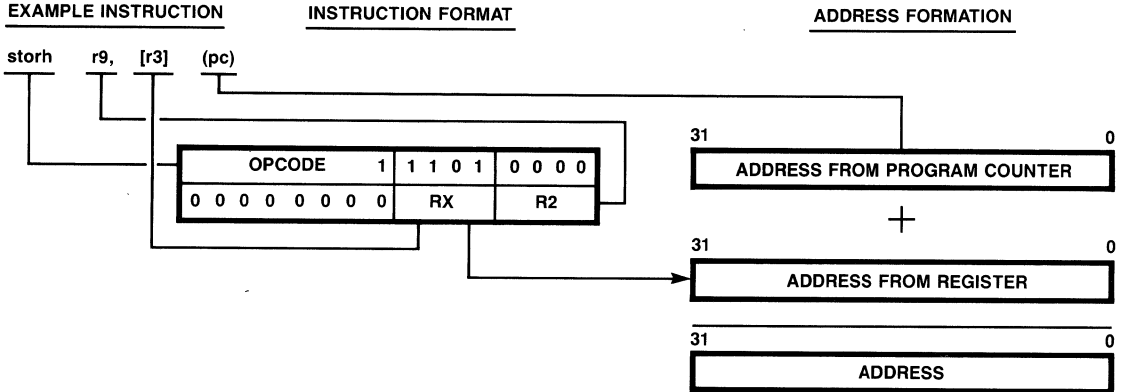 EXAMPLE INSTRUCTION INSTRUCTION FORMAT ADDRESS FORMATION
storh r9, [r3] (pc)
31 0
OPCODE 1 1 1 0 1 0 0 0 0
ADDRESS FROM PROGRAM COUNTER
0 0 0 0 0 0 0 0 RX R2
+
31 0
ADDRESS FROM REGISTER
31 0
ADDRESS